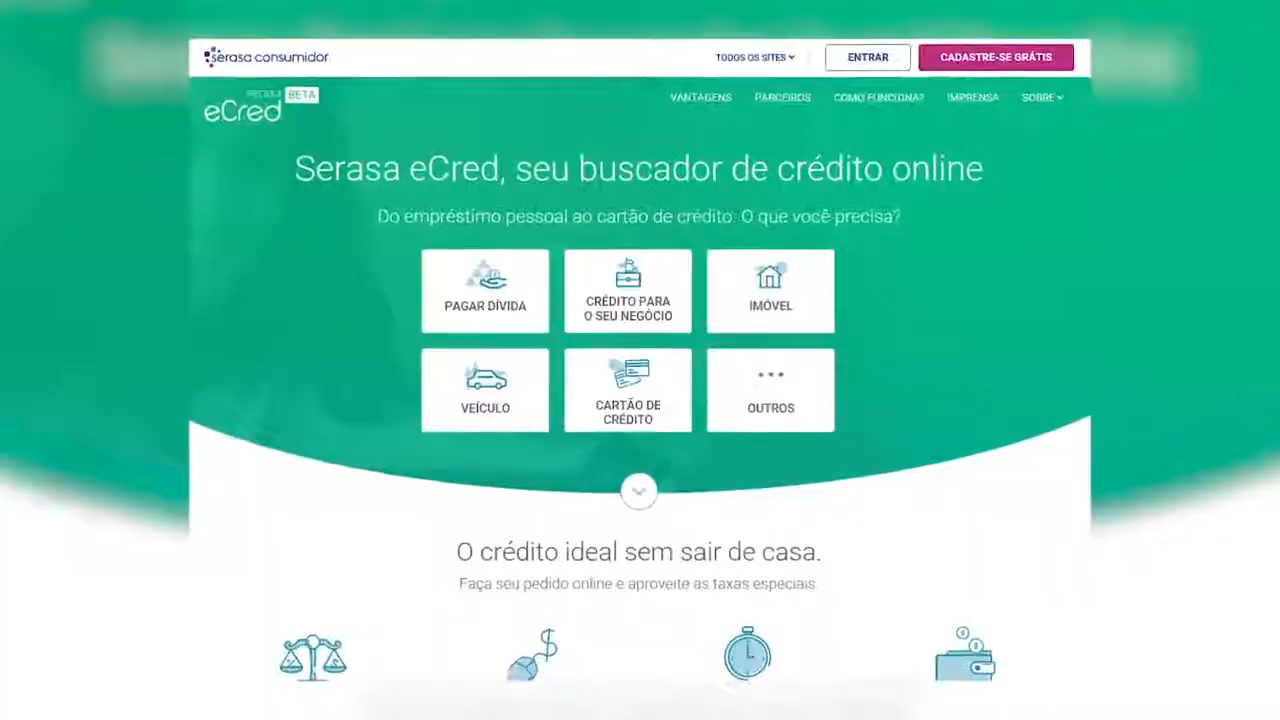 serasa consumidor
TODOS OS SITES
ENTRAR
CADASTRE-SE GRÁTIS
serasa
eCred
BETA
VANTAGENS
PARCEIROS
COMO FUNCIONA?
IMPRENSA
SOBRE
Serasa eCred, seu buscador de crédito online
Do empréstimo pessoal ao cartão de crédito. O que você precisa?
PAGAR DÍVIDA
CRÉDITO PARA
O SEU NEGÓCIO
IMÓVEL
VEÍCULO
CARTÃO DE
CRÉDITO
OUTROS
O crédito ideal sem sair de casa.
Faça seu pedido online e aproveite as taxas especiais.